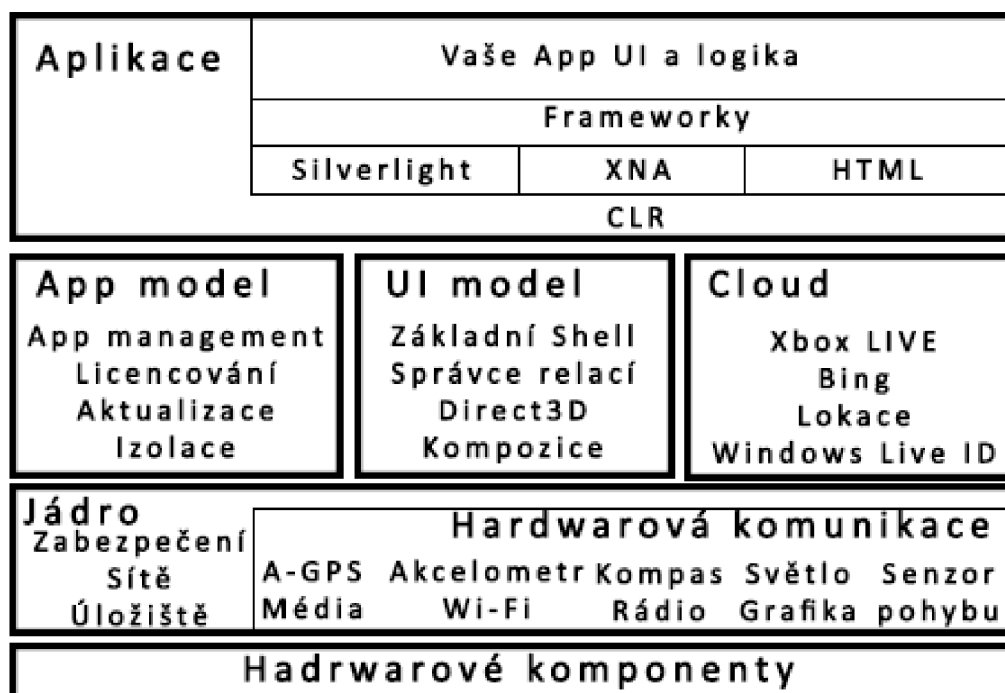 Aplikace
Vaše App UI a logika
Frameworky
Silverlight XNA HTML
CLR
App model
App management
Licencování
Aktualizace
Izolace
UI model
Základní Shell
Správce relací
Direct3D
Kompozice
Cloud
Xbox LIVE
Bing
Lokace
Windows Live ID
Jádro
Zabezpečení
Sítě
Úložiště
Hardwarová komunikace
A-GPS Akcelometr Kompas Světlo Senzor
Média Wi-Fi Rádio Grafika pohybu
Hadrwarové komponenty